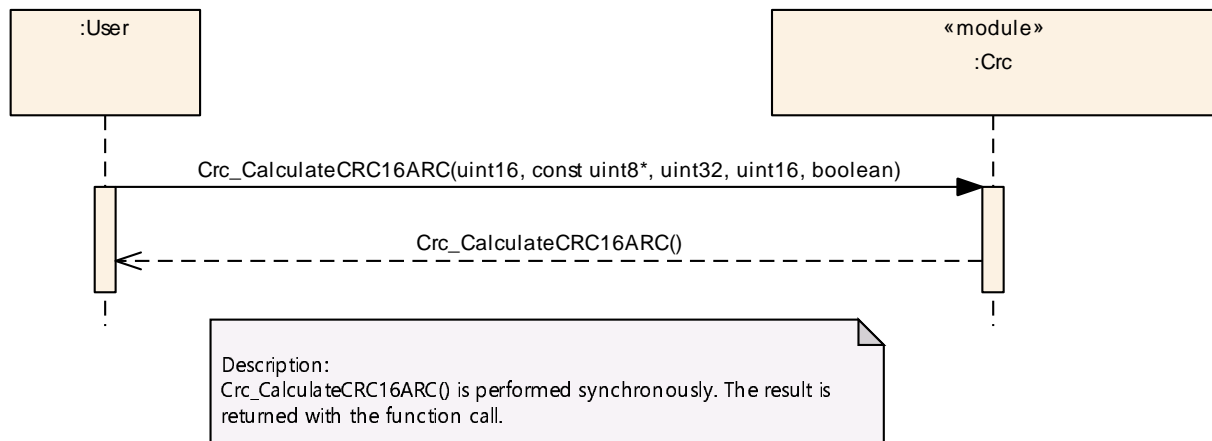 :User
«module»
:Crc
Crc_CalculateCRC16ARC(uint16, const uint8*, uint32, uint16, boolean)
Crc_CalculateCRC16ARC()
Description:
Crc_CalculateCRC16ARC() is performed synchronously. The result is
returned with the function call.